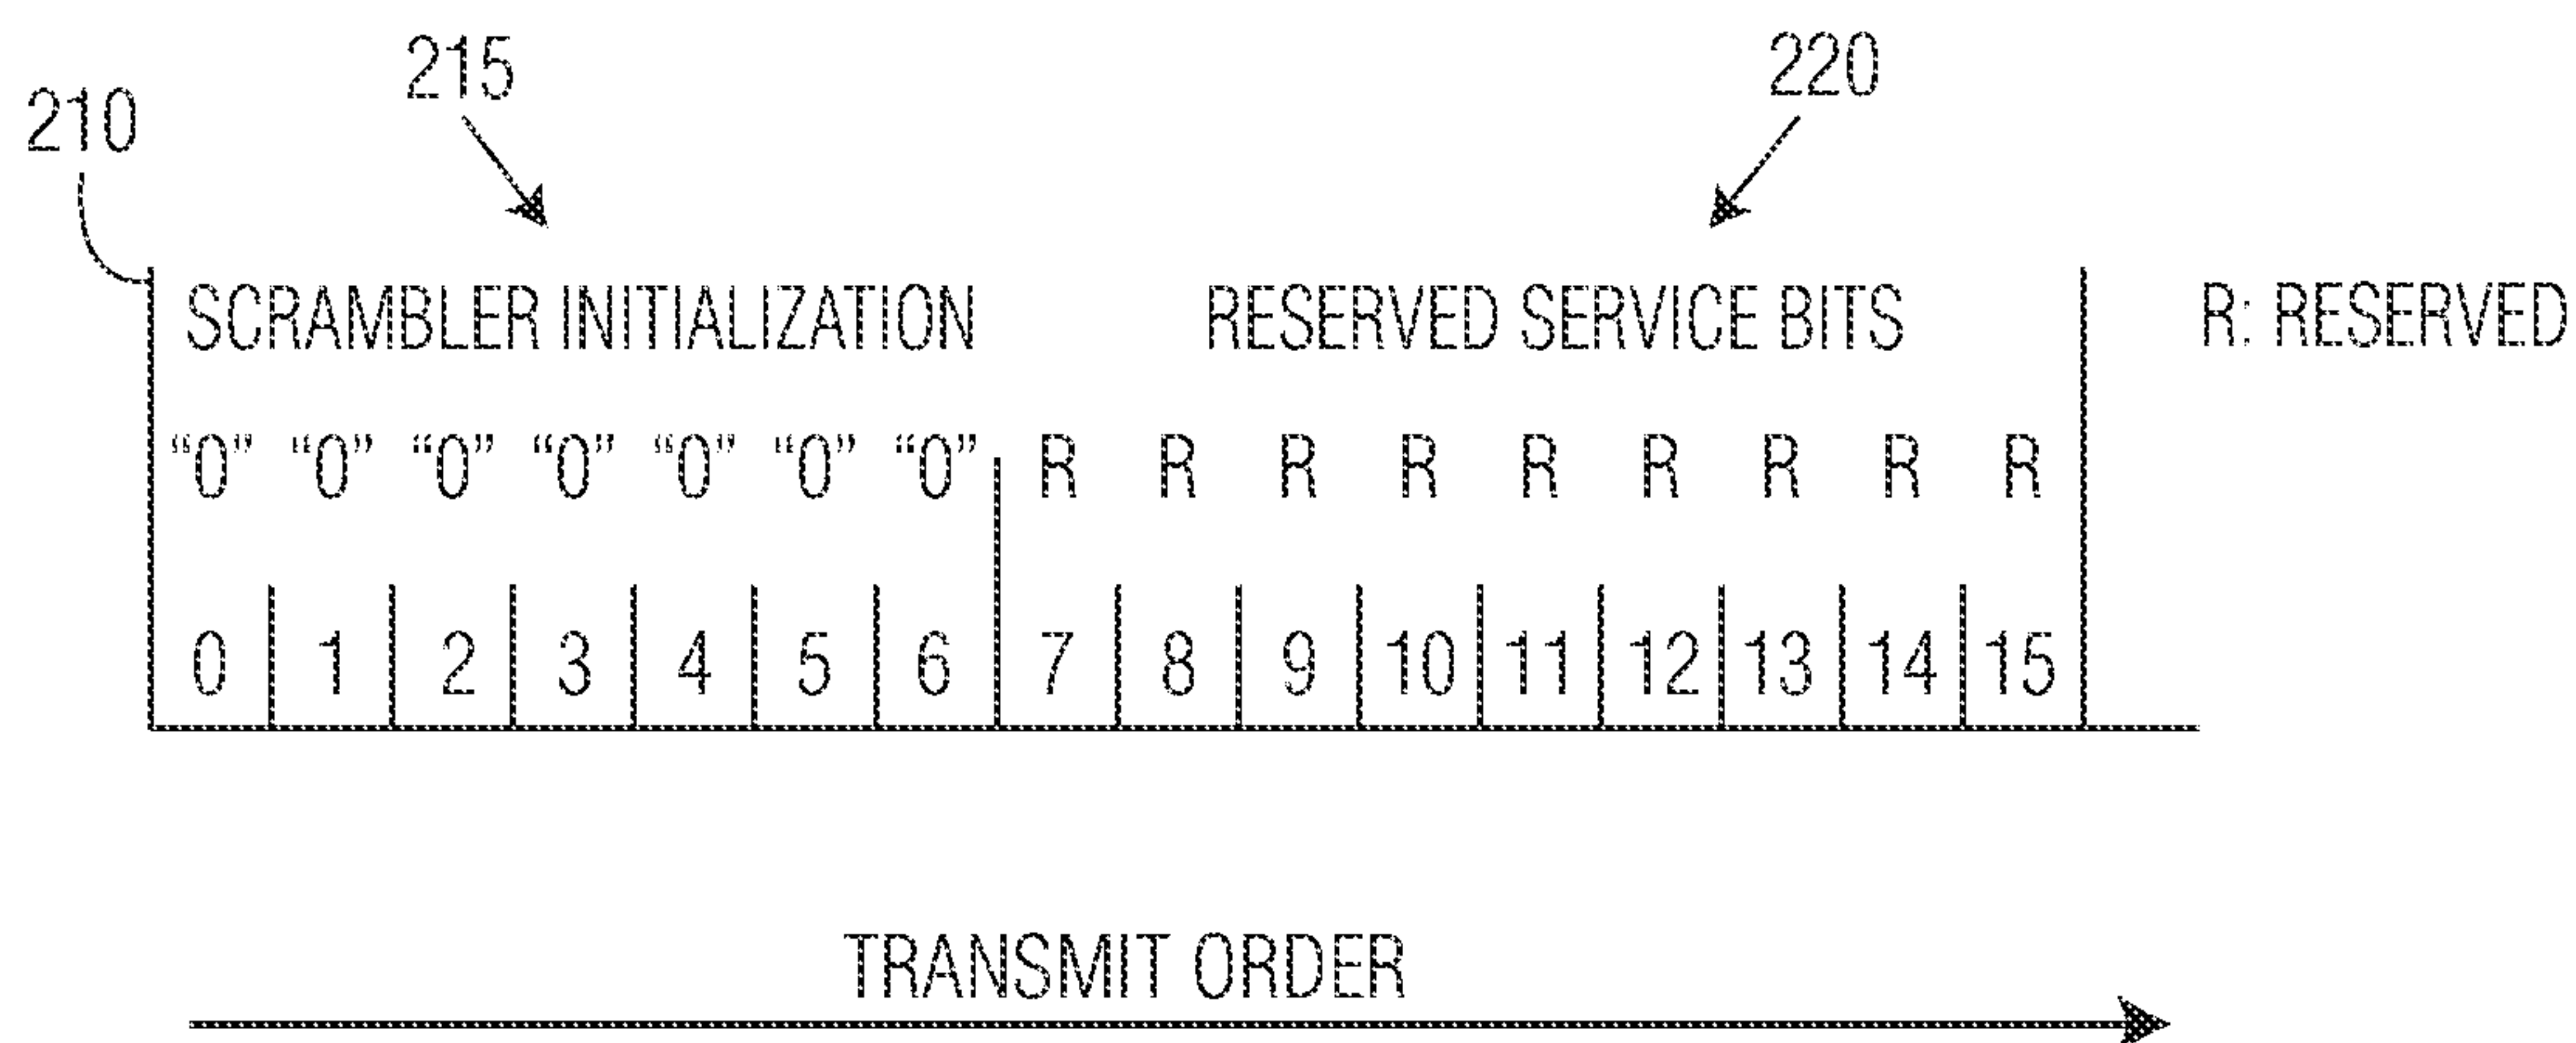 215 220
210
SCRAMBLER INITIALIZATION RESERVED SERVICE BITS R: RESERVED
“0” “0” “0” “0” “0” “0” “0” R R R R R R R R R
0 1 2 3 4 5 6 7 8 9 10 11 12 13 14 15
TRANSMIT ORDER